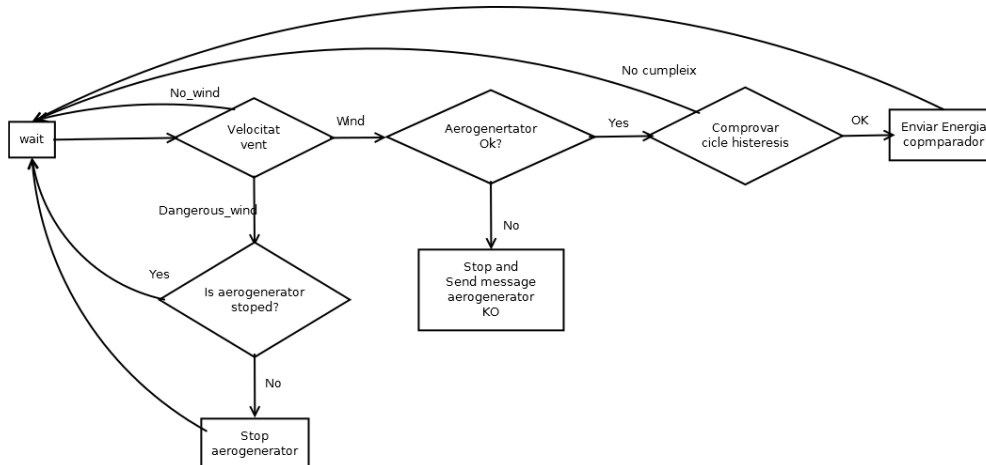 No cumpleix
No_wind
wait
Velocitat
vent
Wind
Aerogenertator
Ok?
Yes
Comprovar
cicle histeresis
OK
Enviar Energia
copmparador
Dangerous_wind
No
Yes
Is aerogenerator
stoped?
Stop and
Send message
aerogenerator
KO
No
Stop
aerogenerator